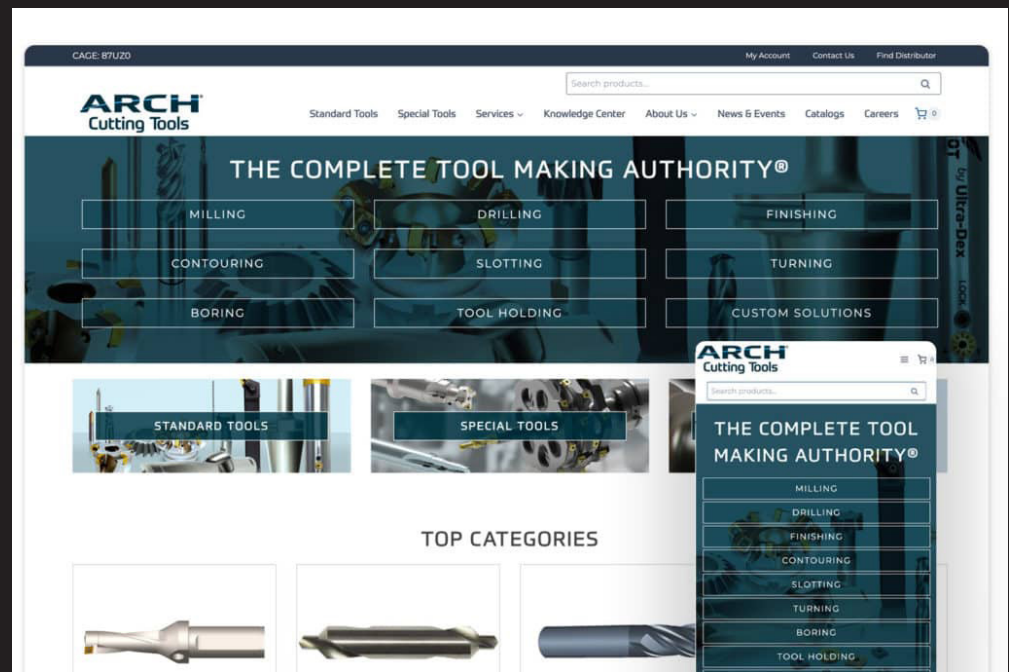 CAGE: 87UZ0
My Account Contact Us Find Distributor
Search products...
ARCH
Cutting Tools
Standard Tools Special Tools Services Knowledge Center About Us News & Events Catalogs Careers 0
THE COMPLETE TOOL MAKING AUTHORITY®
MILLING DRILLING FINISHING
CONTOURING SLOTTING TURNING
BORING TOOL HOLDING CUSTOM SOLUTIONS
by Ultra-Dex
LOCK
STANDARD TOOLS SPECIAL TOOLS
TOP CATEGORIES
ARCH
Cutting Tools
Search products...
THE COMPLETE TOOL
MAKING AUTHORITY®
MILLING
DRILLING
FINISHING
CONTOURING
SLOTTING
TURNING
BORING
TOOL HOLDING